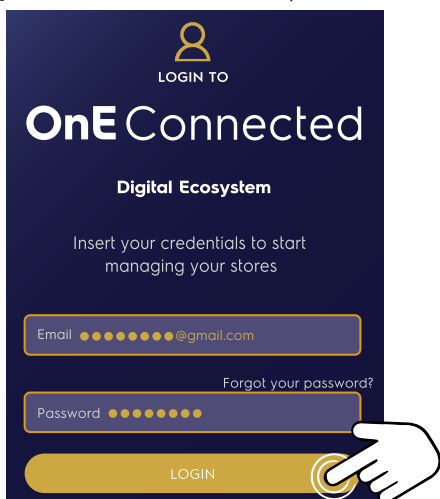 LOGIN TO
OnE Connected
Digital Ecosystem
Insert your credentials to start
managing your stores
Email ●●●●●●●●@gmail.com
Forgot your password?
Password ●●●●●●●●
LOGIN